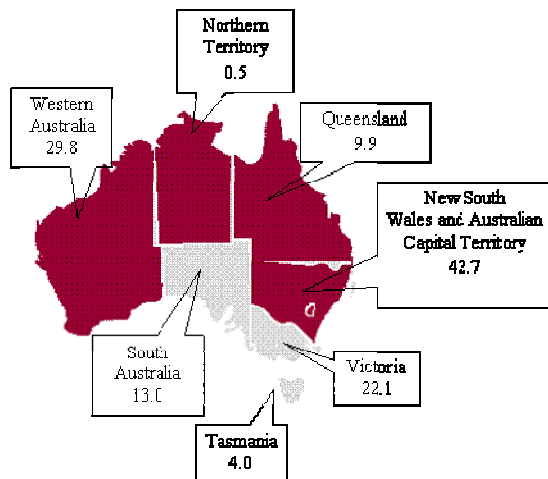 Northern
Territory
0.5
Western
Australia
29.8
Queensland
9.9
New South
Wales and Australian
Capital Territory
42.7
South
Australia
13.0
Victoria
22.1
Tasmania
4.0